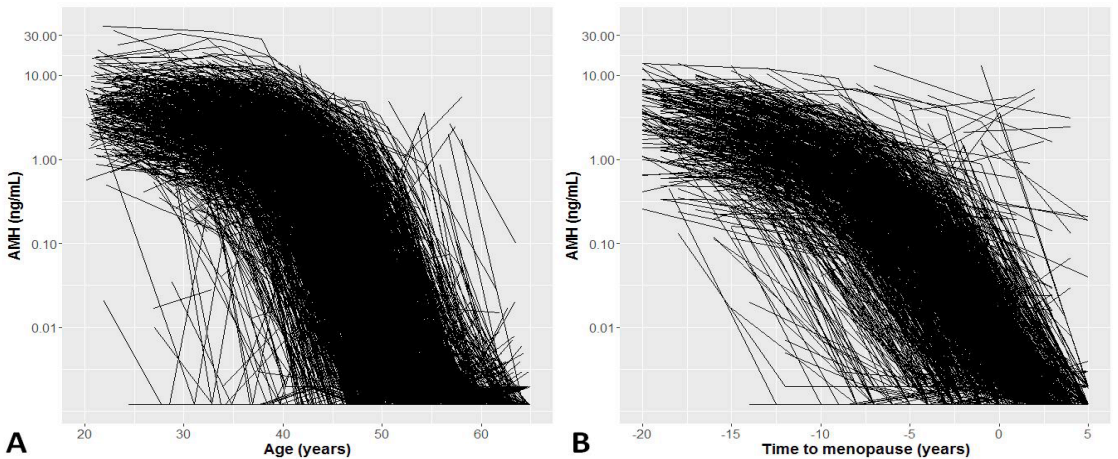 30.00
10.00
1.00
0.10
0.01
AMH (ng/mL)
20 30 40 50 60
Age (years)
A
30.00
10.00
1.00
0.10
0.01
AMH (ng/mL)
-20 -15 -10 -5 0 5
Time to menopause (years)
B